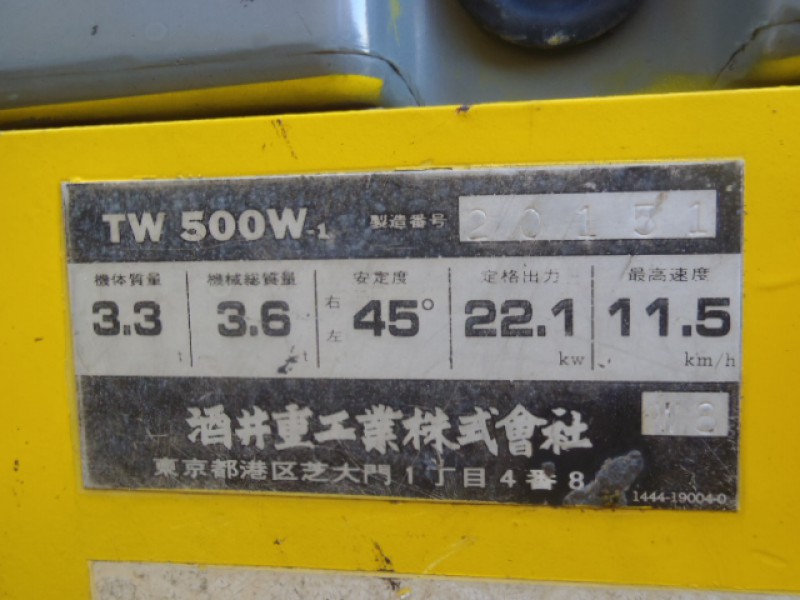 TW 500W-1 製造番号 20151
機体質量 機械総質量 安定度 定格出力 最高速度
3.3 3.6 右 左 45° 22.1 11.5
t t kw km/h
酒井重工業株式會社
東京都港区芝大門1丁目4番8
1444-19004-0